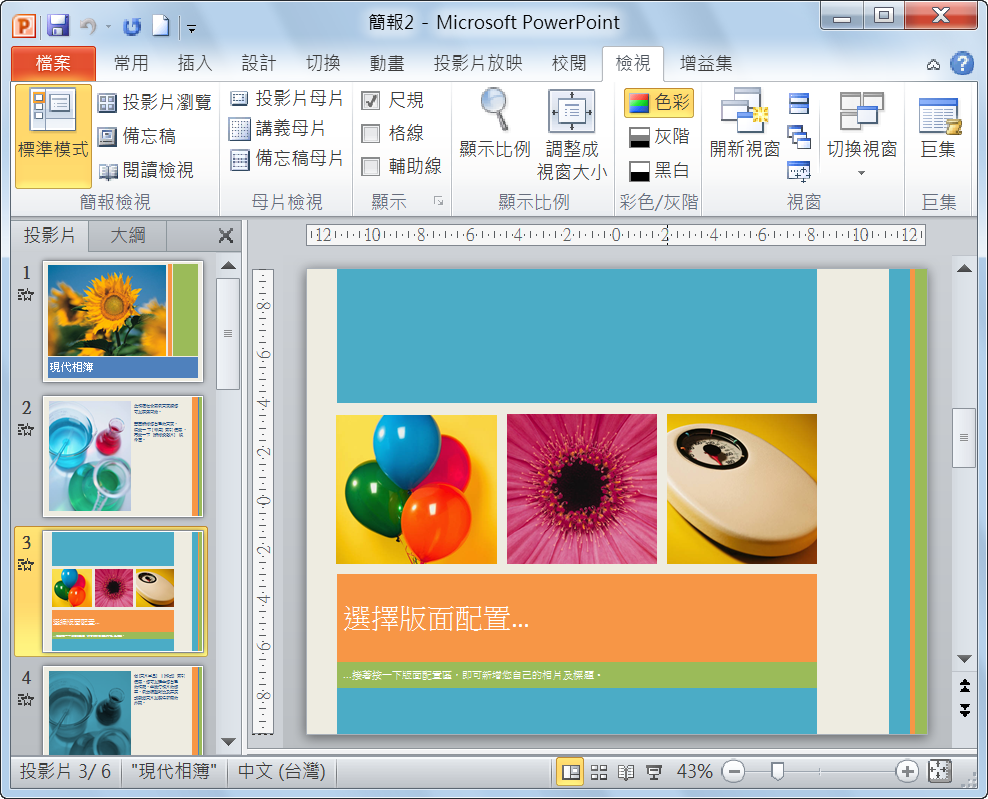 簡報2 - Microsoft PowerPoint
檔案 常用 插入 設計 切換 動畫 投影片放映 校閱 檢視 增益集
標準模式
投影片瀏覽
備忘稿
閱讀檢視
簡報檢視
投影片母片
講義母片
備忘稿母片
母片檢視
尺規
格線
輔助線
顯示
顯示比例
調整成
視窗大小
顯示比例
色彩
灰階
黑白
彩色/灰階
開新視窗
切換視窗
視窗
巨集
巨集
投影片 大綱
12 10 8 6 4 2 0 2 4 6 8 10 12
8
6
4
2
0
2
4
6
8
1
現代相簿
2
3
選擇版面配置...
4
選擇版面配置...
...接著按一下版面配置區，即可新增您自己的相片及標題。
投影片 3/ 6 "現代相簿" 中文 (台灣) 43%